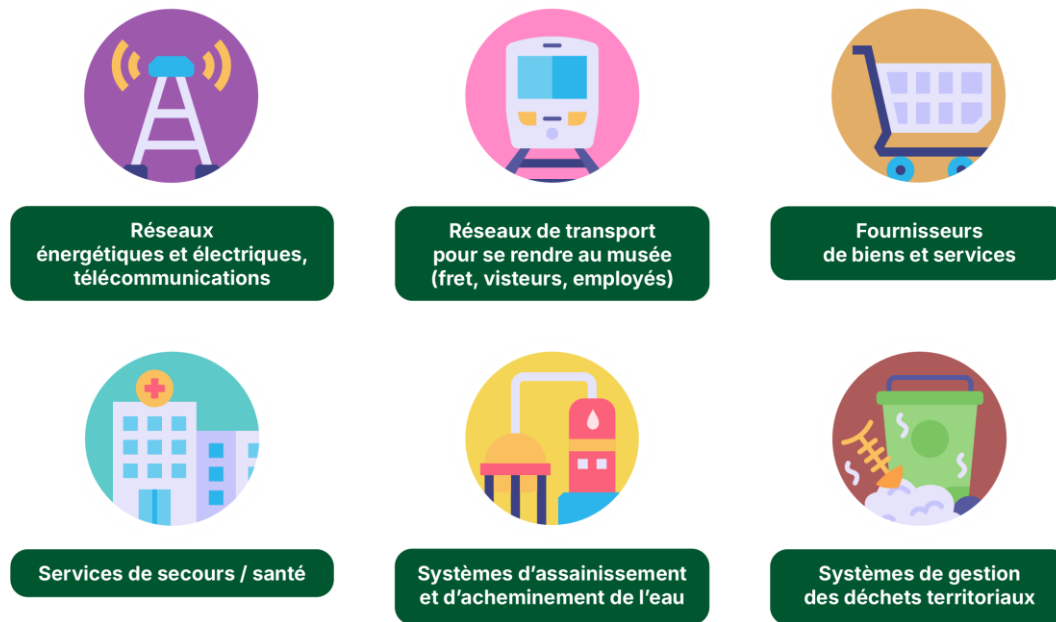 Réseaux
énergétiques et électriques,
télécommunications
Réseaux de transport
pour se rendre au musée
(fret, visteurs, employés)
Fournisseurs
de biens et services
Services de secours / santé
Systèmes d’assainissement
et d’acheminement de l’eau
Systèmes de gestion
des déchets territoriaux